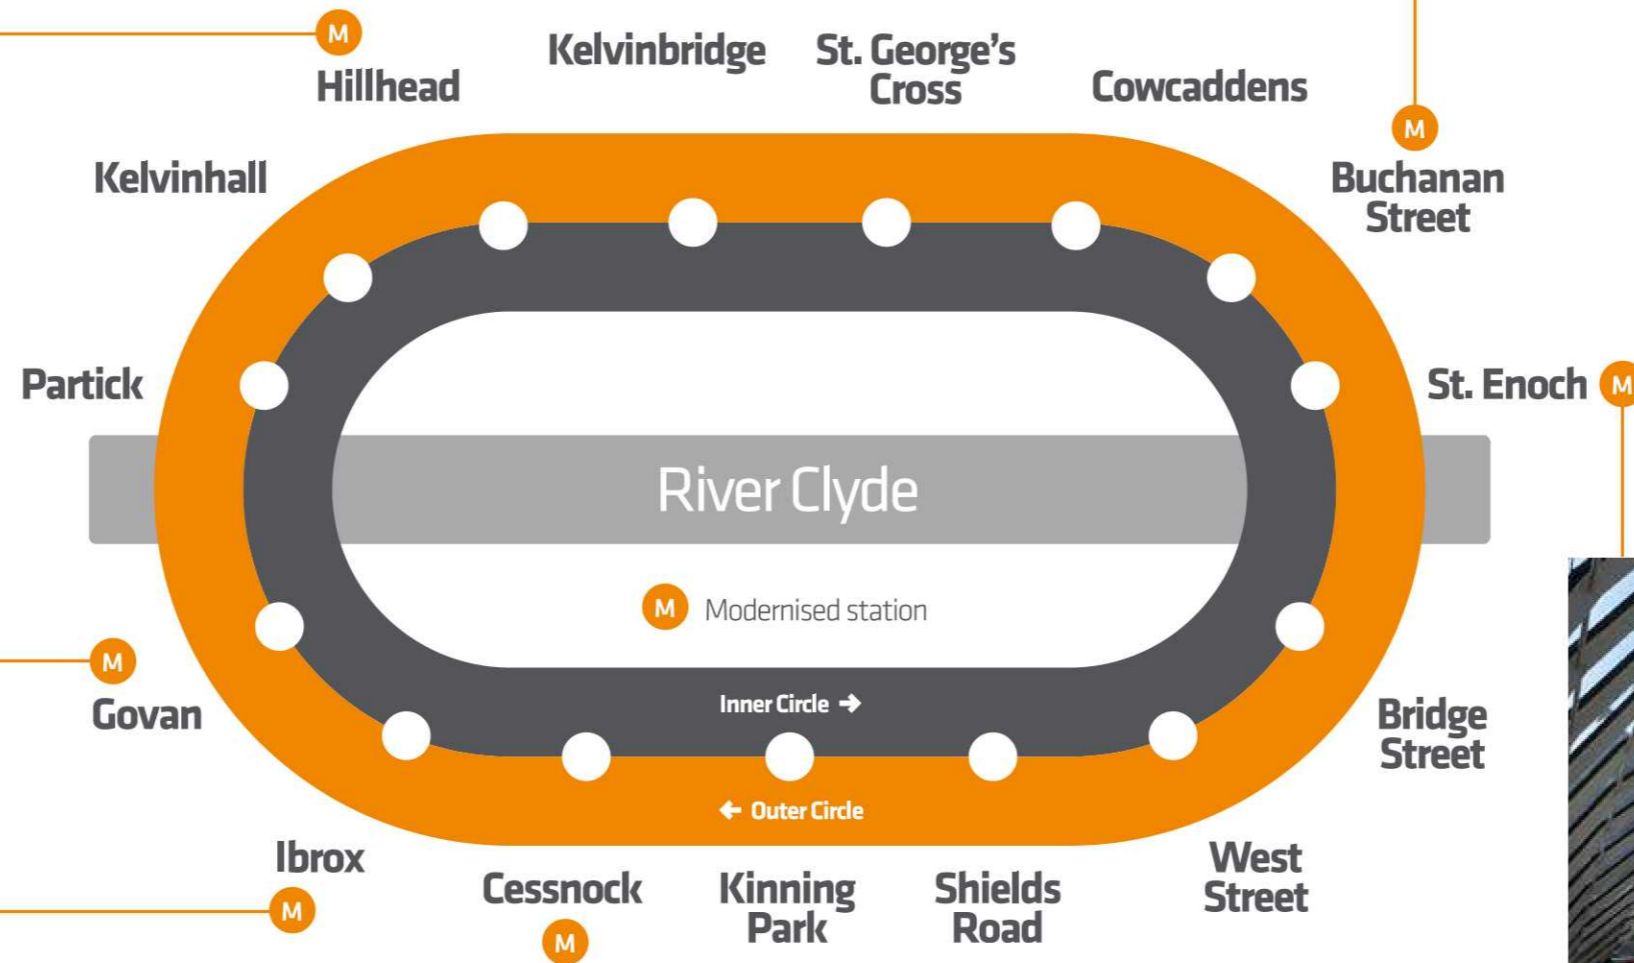 M
Hillhead
Kelvinbridge
St. George’s
Cross
Cowcaddens
M
Buchanan
Street
Kelvinhall
Partick
St. Enoch M
River Clyde
M Modernised station
M
Govan
Inner Circle →
← Outer Circle
Bridge
Street
Ibrox
M
Cessnock
M
Kinning
Park
Shields
Road
West
Street